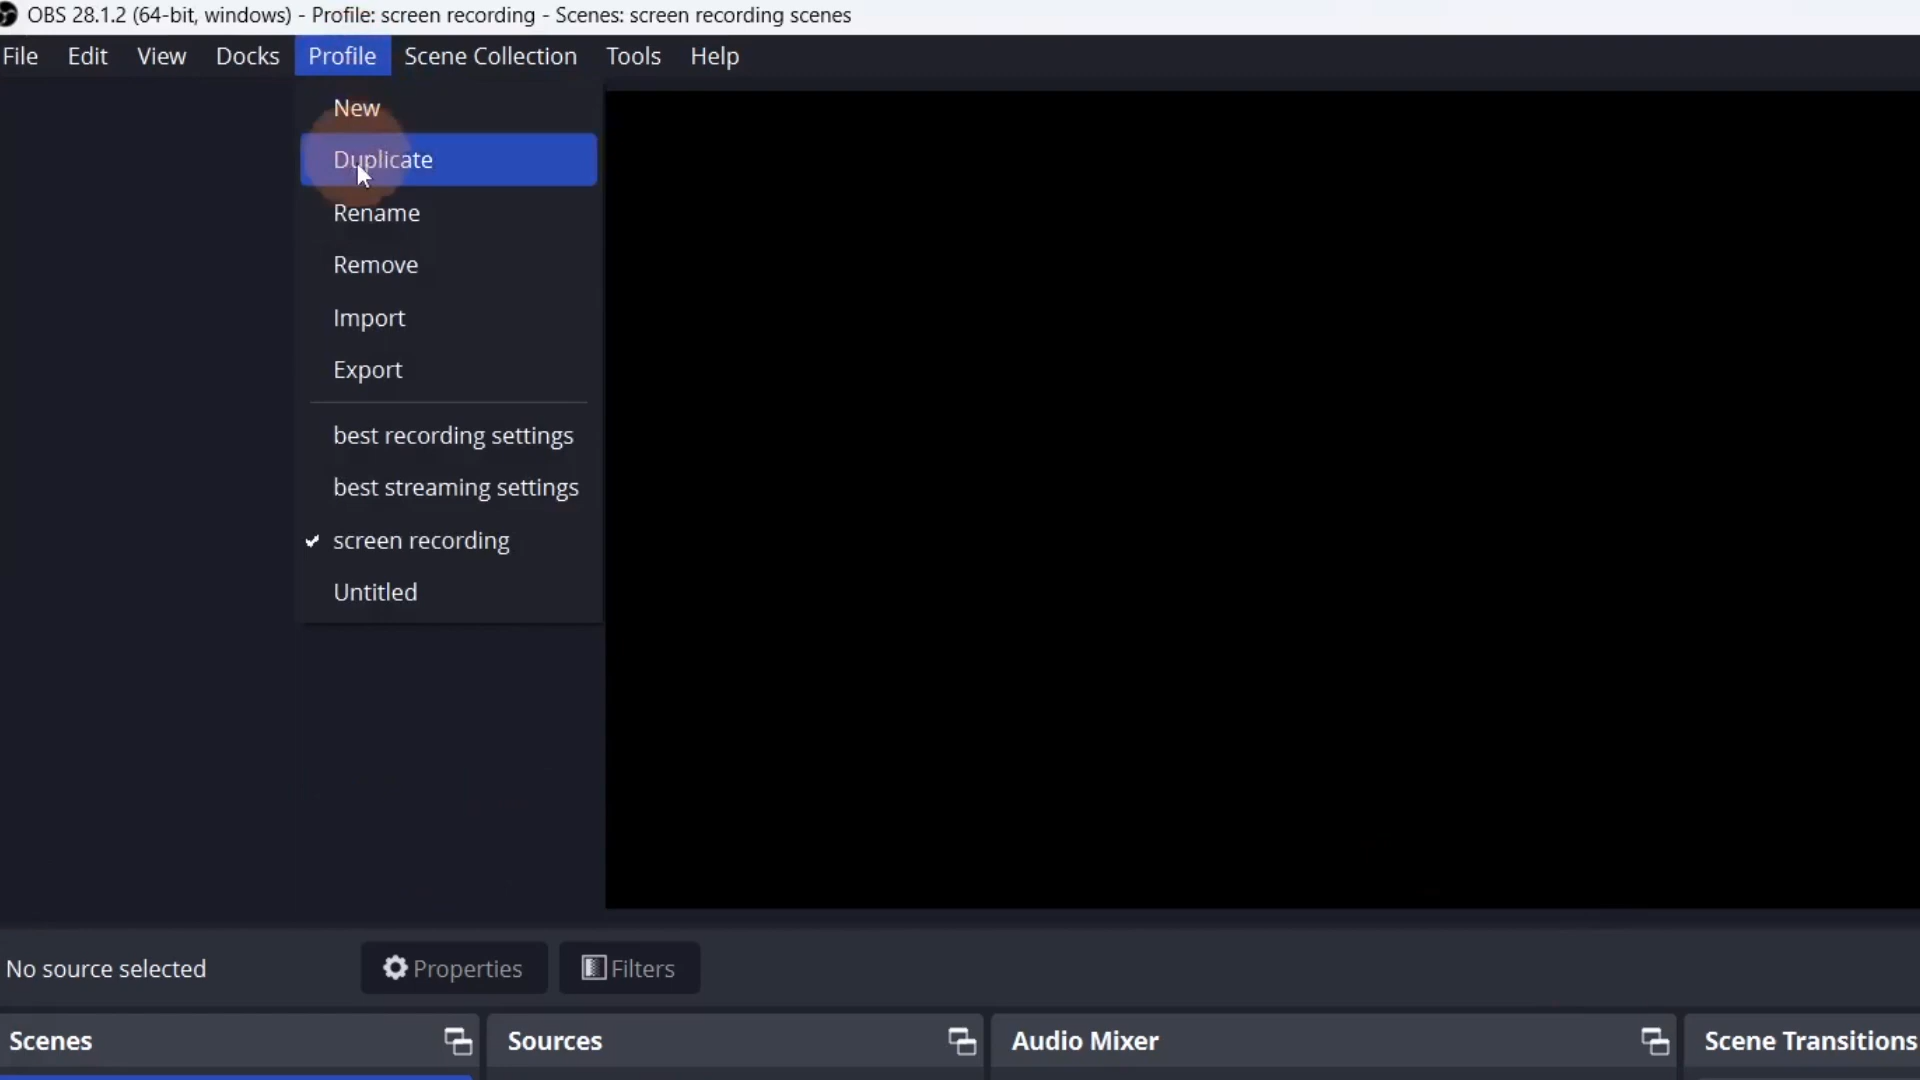 OBS 28.1.2 (64-bit, windows) - Profile: screen recording - Scenes: screen recording scenes
File Edit View Docks Profile Scene Collection Tools Help
New
Duplicate
Rename
Remove
Import
Export
best recording settings
best streaming settings
screen recording
Untitled
No source selected Properties Filters
Scenes Sources Audio Mixer Scene Transitions